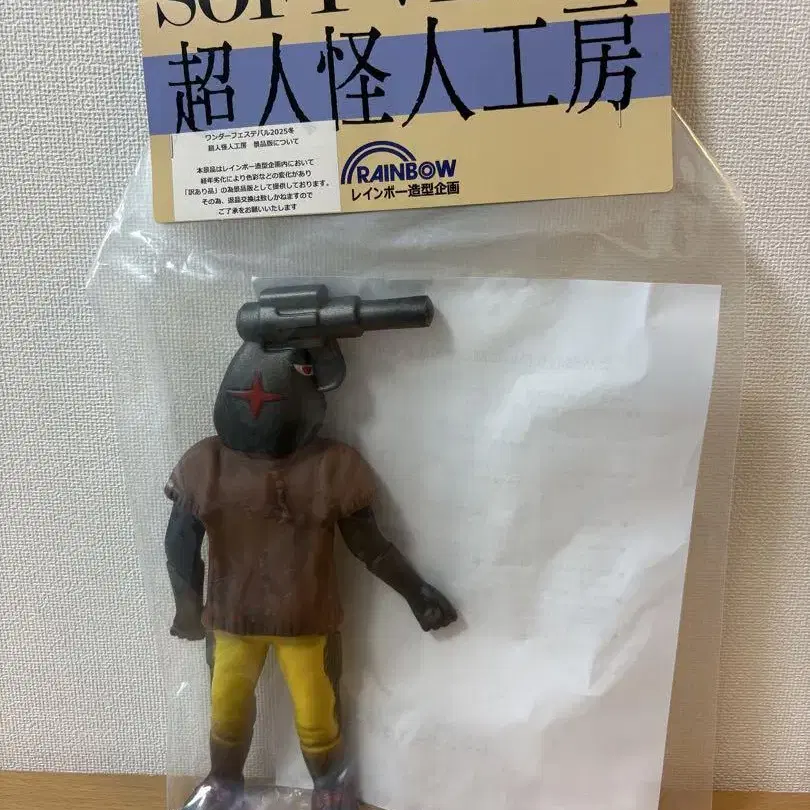 SOFT
超人怪人工房
ワンダーフェスティバル2025冬
超人怪人工房　景品版について
本景品はレインボー造型企画内において
経年劣化により色彩などの変化があり
「訳あり品」の為景品版として提供しております。
その為、返品交換は致しかねますので
ご了承をお願いいたします
RAINBOW
レインボー造型企画